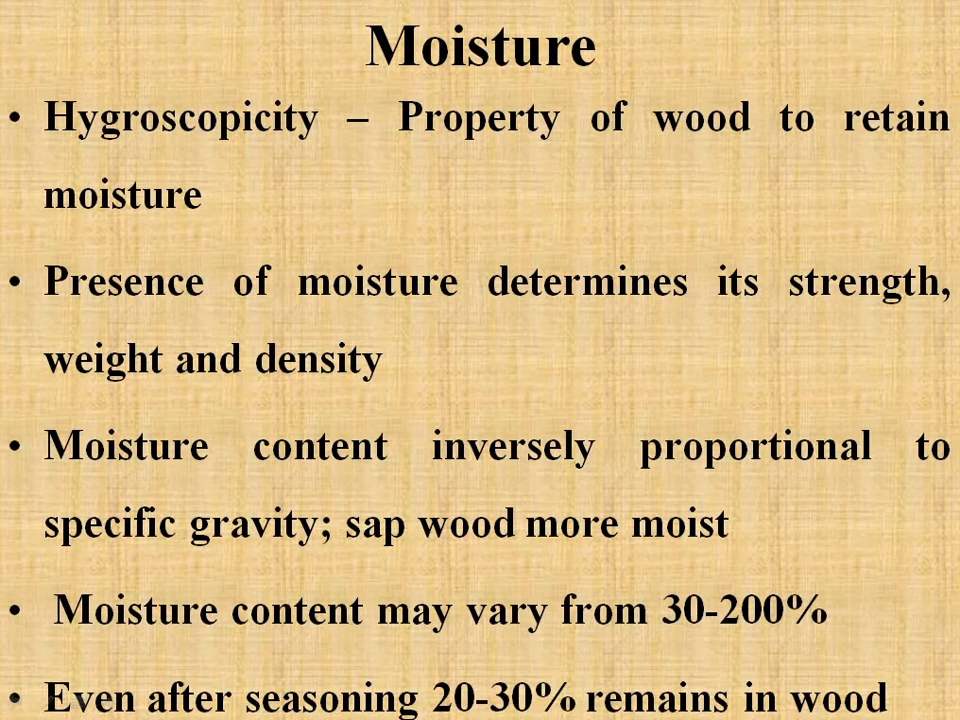 Moisture
• Hygroscopicity – Property of wood to retain
moisture
• Presence of moisture determines its strength,
weight and density
• Moisture content inversely proportional to
specific gravity; sap wood more moist
• Moisture content may vary from 30-200%
• Even after seasoning 20-30% remains in wood